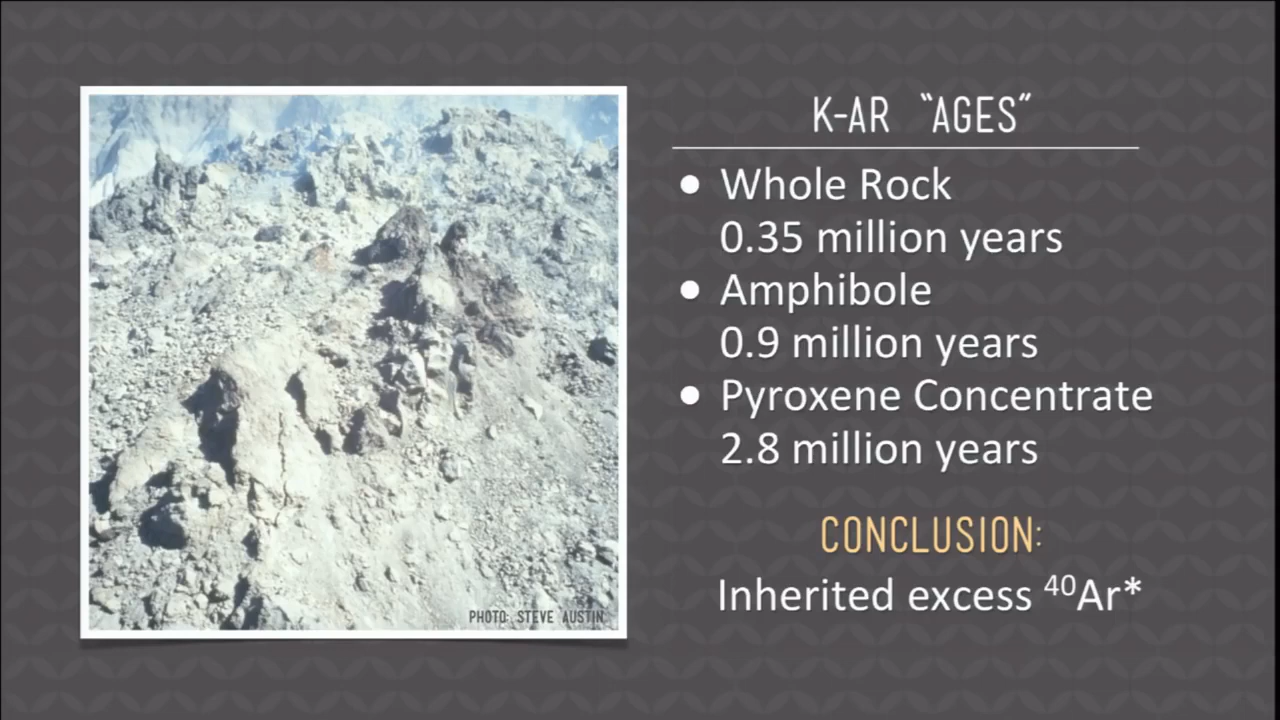 K-AR "AGES"
• Whole Rock
0.35 million years
• Amphibole
0.9 million years
• Pyroxene Concentrate
2.8 million years
CONCLUSION:
Inherited excess ⁴⁰Ar*
PHOTO: STEVE AUSTIN